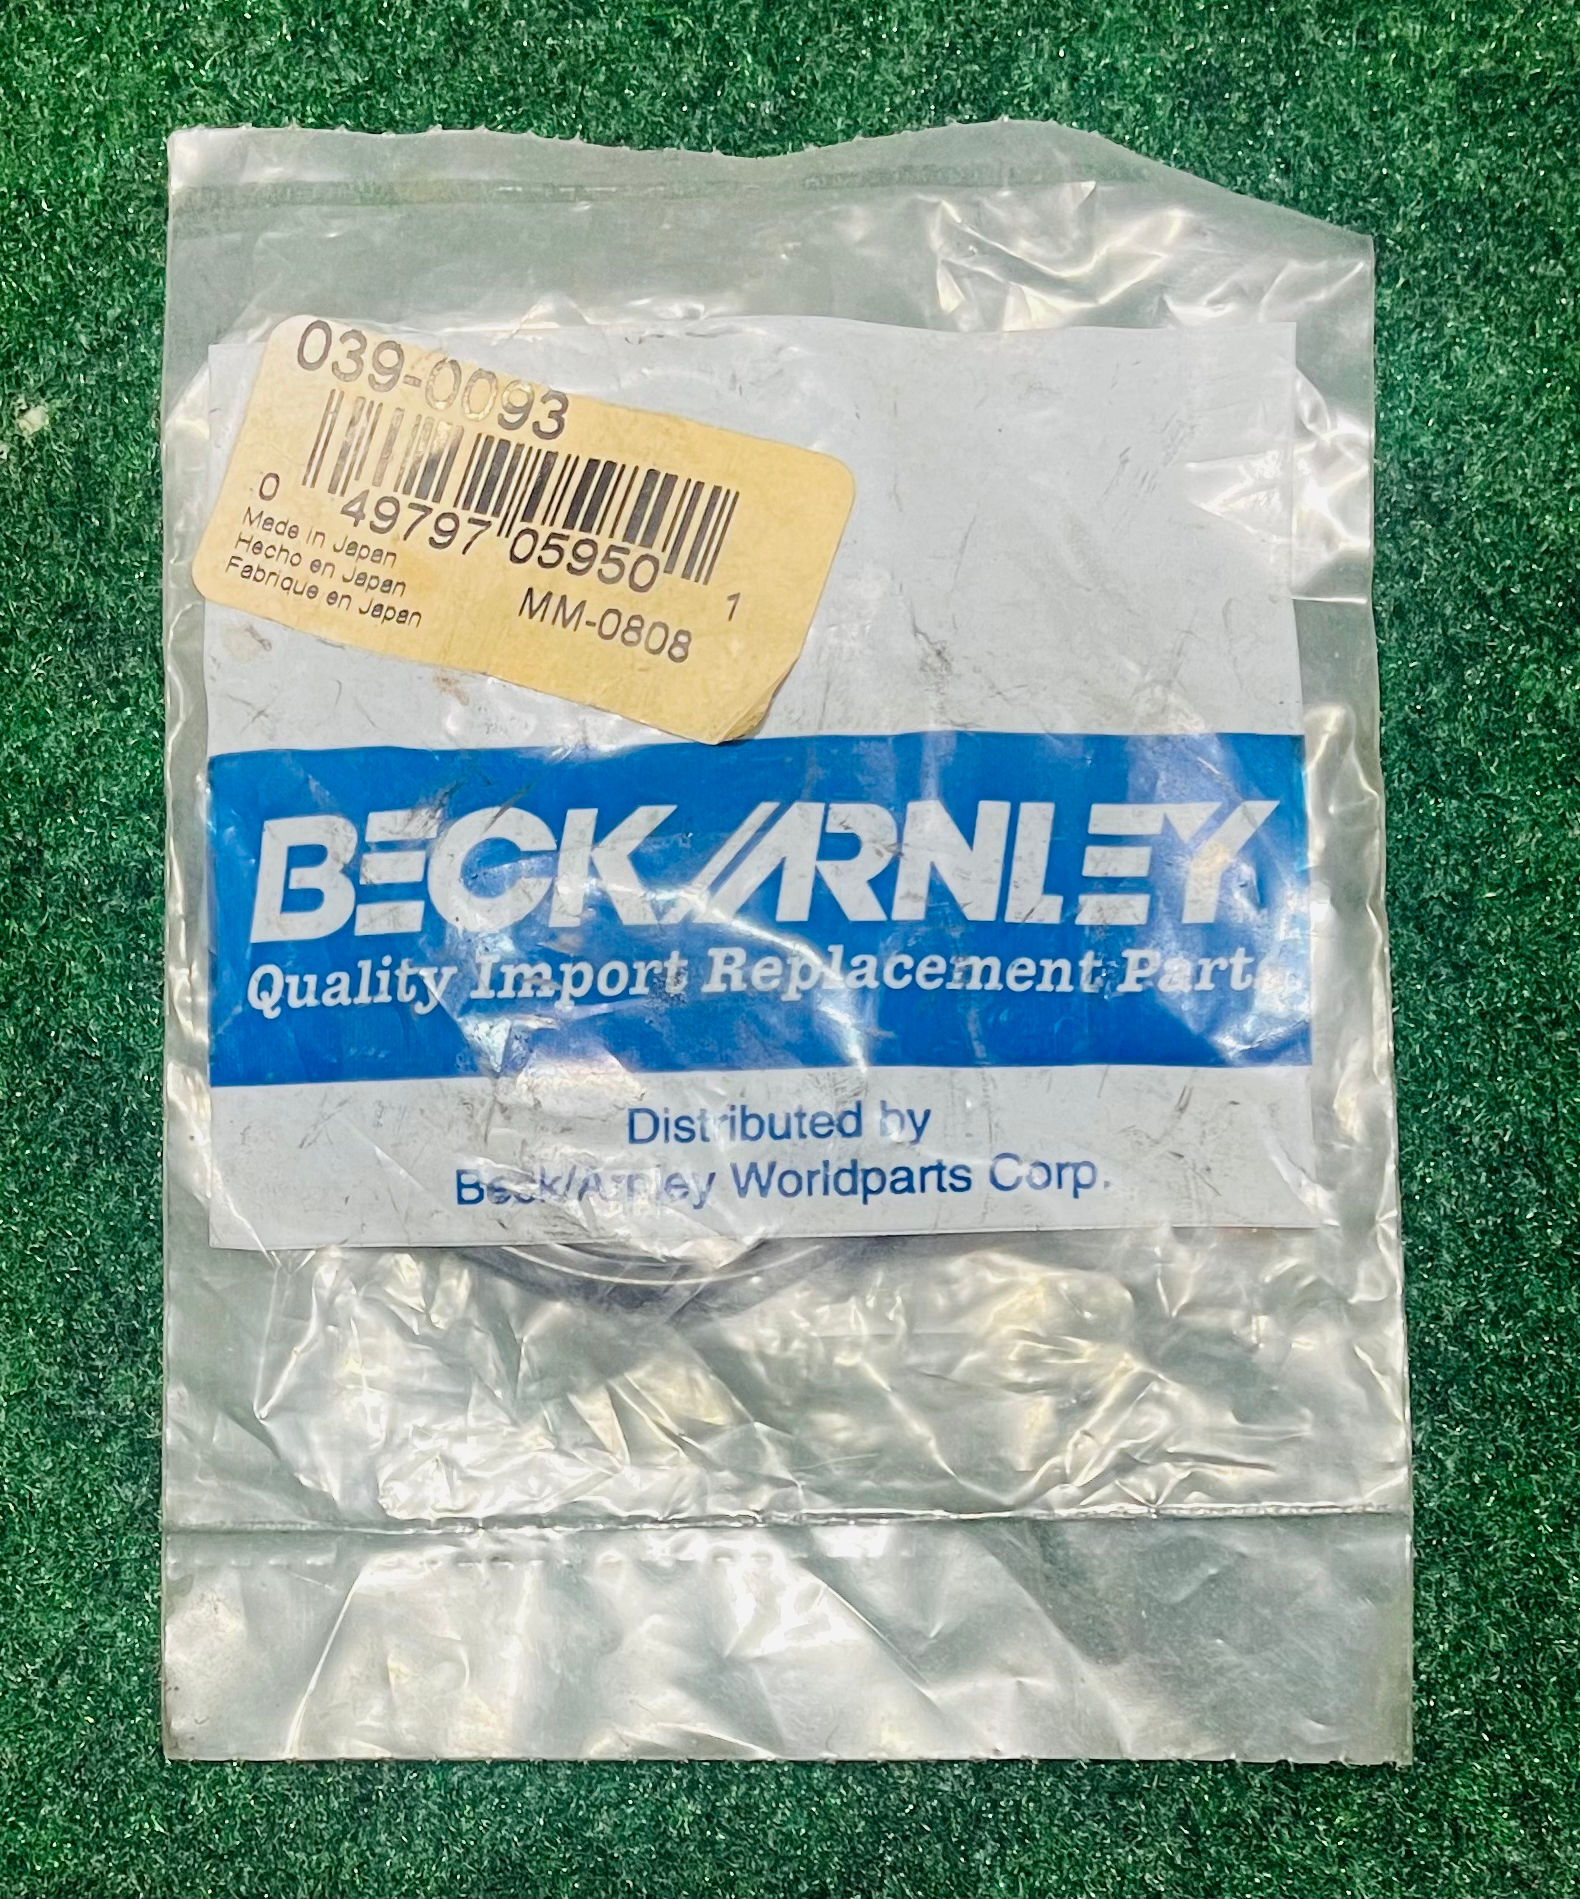 039-0093
0 49797 05950 1
Made in Japan
Hecho en Japan
Fabrique en Japan
MM-0808
BECK/ARNLEY
Quality Import Replacement Parts
Distributed by
Beck/Arnley Worldparts Corp.